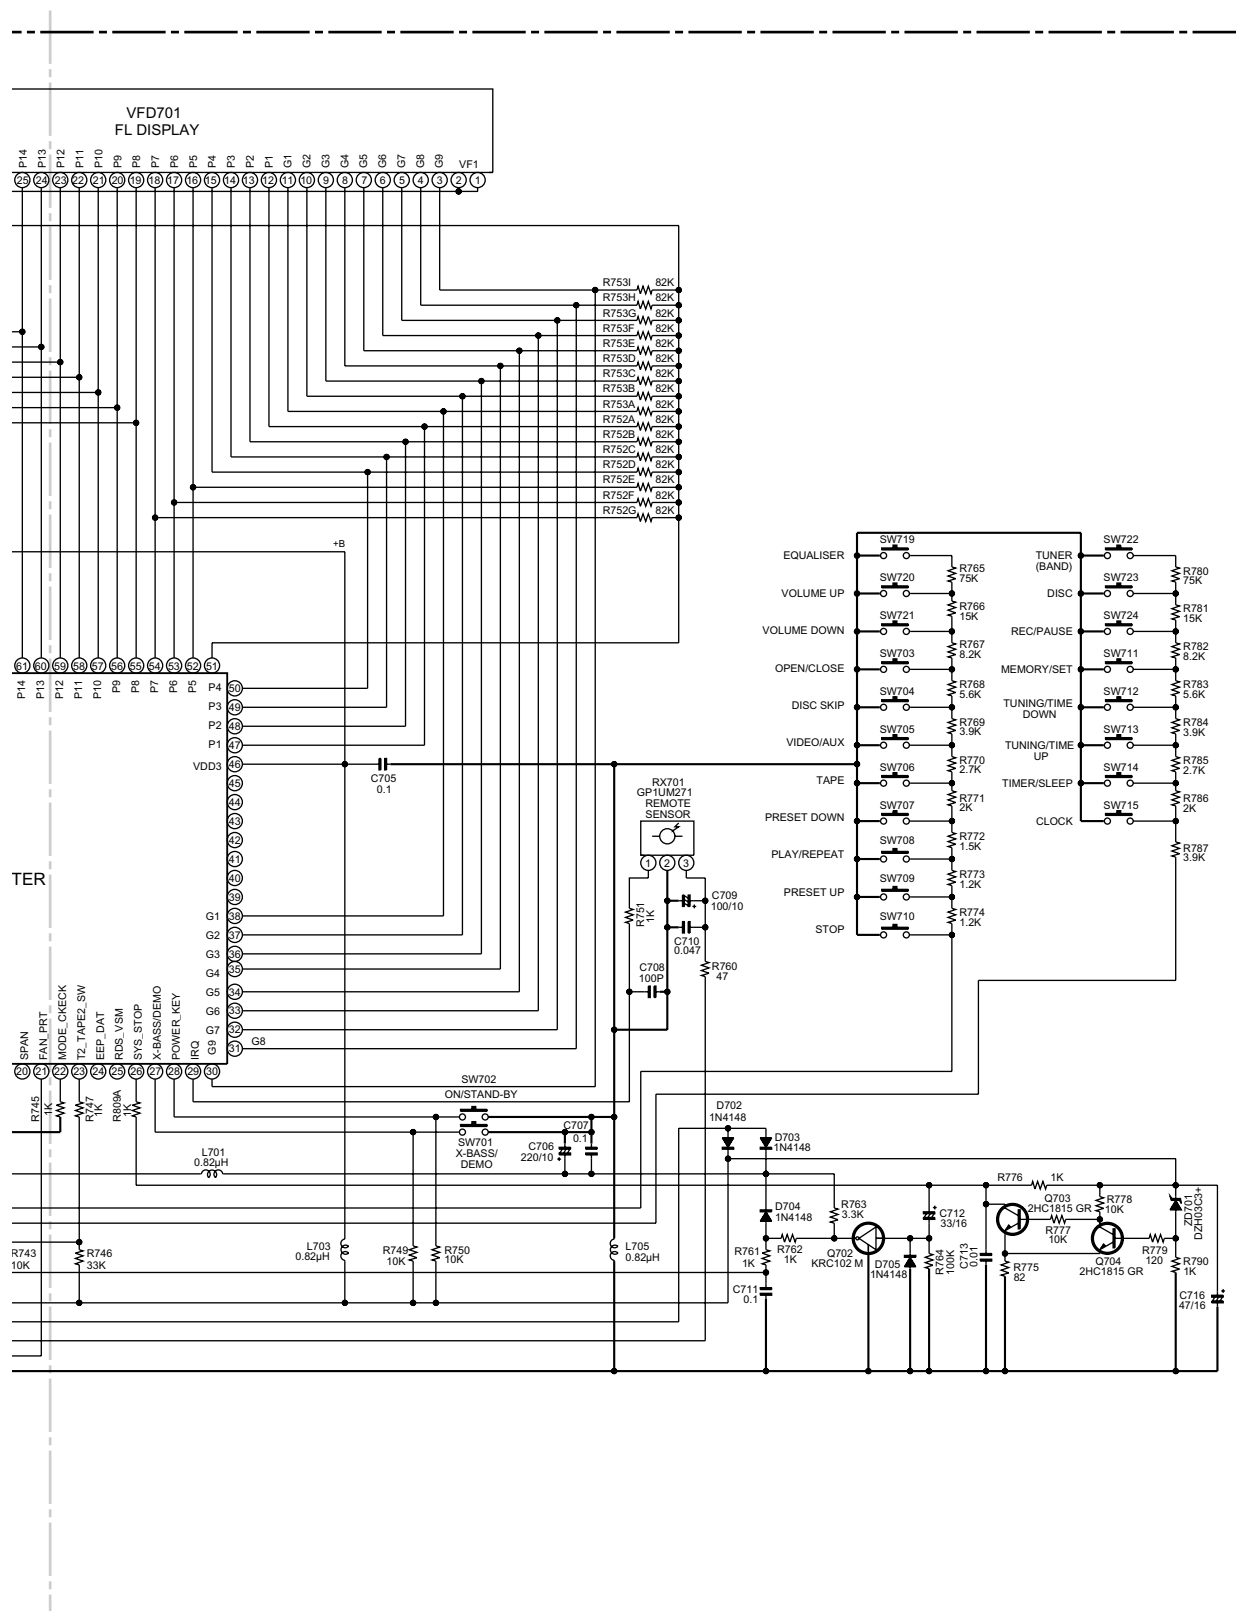 VFD701
FL DISPLAY
P14 P13 P12 P11 P10 P9 P8 P7 P6 P5 P4 P3 P2 P1 G1 G2 G3 G4 G5 G6 G7 G8 G9 VF1
25 24 23 22 21 20 19 18 17 16 15 14 13 12 11 10 9 8 7 6 5 4 3 2 1
R753I 82K
R753H 82K
R753G 82K
R753F 82K
R753E 82K
R753D 82K
R753C 82K
R753B 82K
R753A 82K
R752A 82K
R752B 82K
R752C 82K
R752D 82K
R752E 82K
R752F 82K
R752G 82K
+B
EQUALISER SW719 R765 75K
VOLUME UP SW720 R766 15K
VOLUME DOWN SW721 R767 8.2K
OPEN/CLOSE SW703 R768 5.6K
DISC SKIP SW704 R769 3.9K
VIDEO/AUX SW705 R770 2.7K
TAPE SW706 R771 2K
PRESET DOWN SW707 R772 1.5K
PLAY/REPEAT SW708 R773 1.2K
PRESET UP SW709 R774 1.2K
STOP SW710
TUNER (BAND) SW722 R780 75K
DISC SW723 R781 15K
REC/PAUSE SW724 R782 8.2K
MEMORY/SET SW711 R783 5.6K
TUNING/TIME DOWN SW712 R784 3.9K
TUNING/TIME UP SW713 R785 2.7K
TIMER/SLEEP SW714 R786 2K
CLOCK SW715 R787 3.9K
61 60 59 58 57 56 55 54 53 52 51
P14 P13 P12 P11 P10 P9 P8 P7 P6 P5
P4 50
P3 49
P2 48
P1 47
VDD3 46
45
44
43
42
41
40
39
G1 38
G2 37
G3 36
G4 35
G5 34
G6 33
G7 32
31 G8
TER
C705
0.1
RX701
GP1UM271
REMOTE
SENSOR
1 2 3
R751
1K
C709
100/10
C710
0.047
C708
100P
R760
47
SPAN FAN_PRT MODE_CKECK T2_TAPE2_SW EEP_DAT RDS_VSM SYS_STOP X-BASS/DEMO POWER_KEY IRQ G9
20 21 22 23 24 25 26 27 28 29 30
R745 1K
R747 1K
R809A 1K
SW702
ON/STAND-BY
SW701
X-BASS/
DEMO
C706
220/10
C707
0.1
L701
0.82µH
D702
1N4148
D703
1N4148
D704
1N4148
R763
3.3K
C712
33/16
R776 1K
Q703
2HC1815 GR
R778
10K
ZD701
DZH03C3+
R777
10K
R743
10K
R746
33K
L703
0.82µH
R749
10K
R750
10K
L705
0.82µH
R761
1K
R762
1K
Q702
KRC102 M
D705
1N4148
R764
100K
C713
0.01
R775
82
Q704
2HC1815 GR
R779
120
R790
1K
C711
0.1
C716
47/16